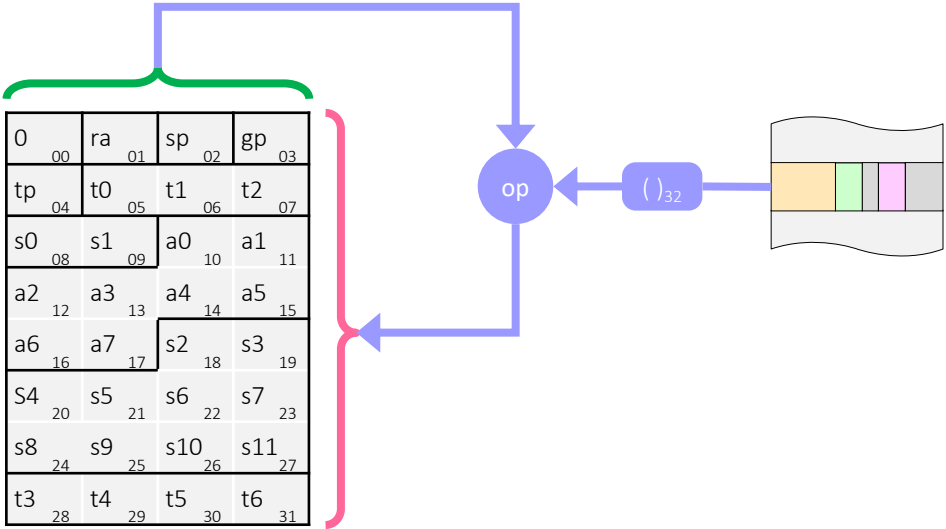 0 00 ra 01 sp 02 gp 03
tp 04 t0 05 t1 06 t2 07
s0 08 s1 09 a0 10 a1 11
a2 12 a3 13 a4 14 a5 15
a6 16 a7 17 s2 18 s3 19
S4 20 s5 21 s6 22 s7 23
s8 24 s9 25 s10 26 s11 27
t3 28 t4 29 t5 30 t6 31
op
( )32